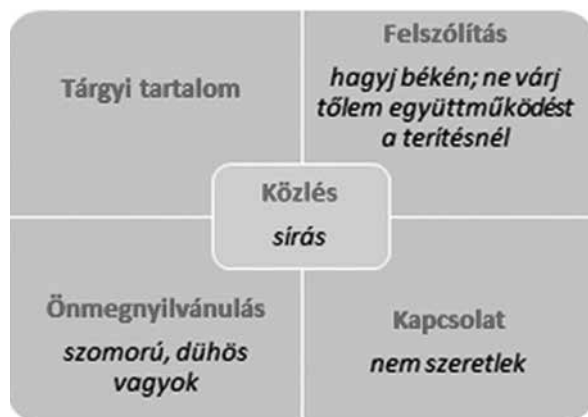 Tárgyi tartalom
Felszólítás
hagyj békén; ne várj
tőlem együttműködést
a terítésnél
Közlés
sírás
Önmegnyilvánulás
szomorú, dühös
vagyok
Kapcsolat
nem szeretlek